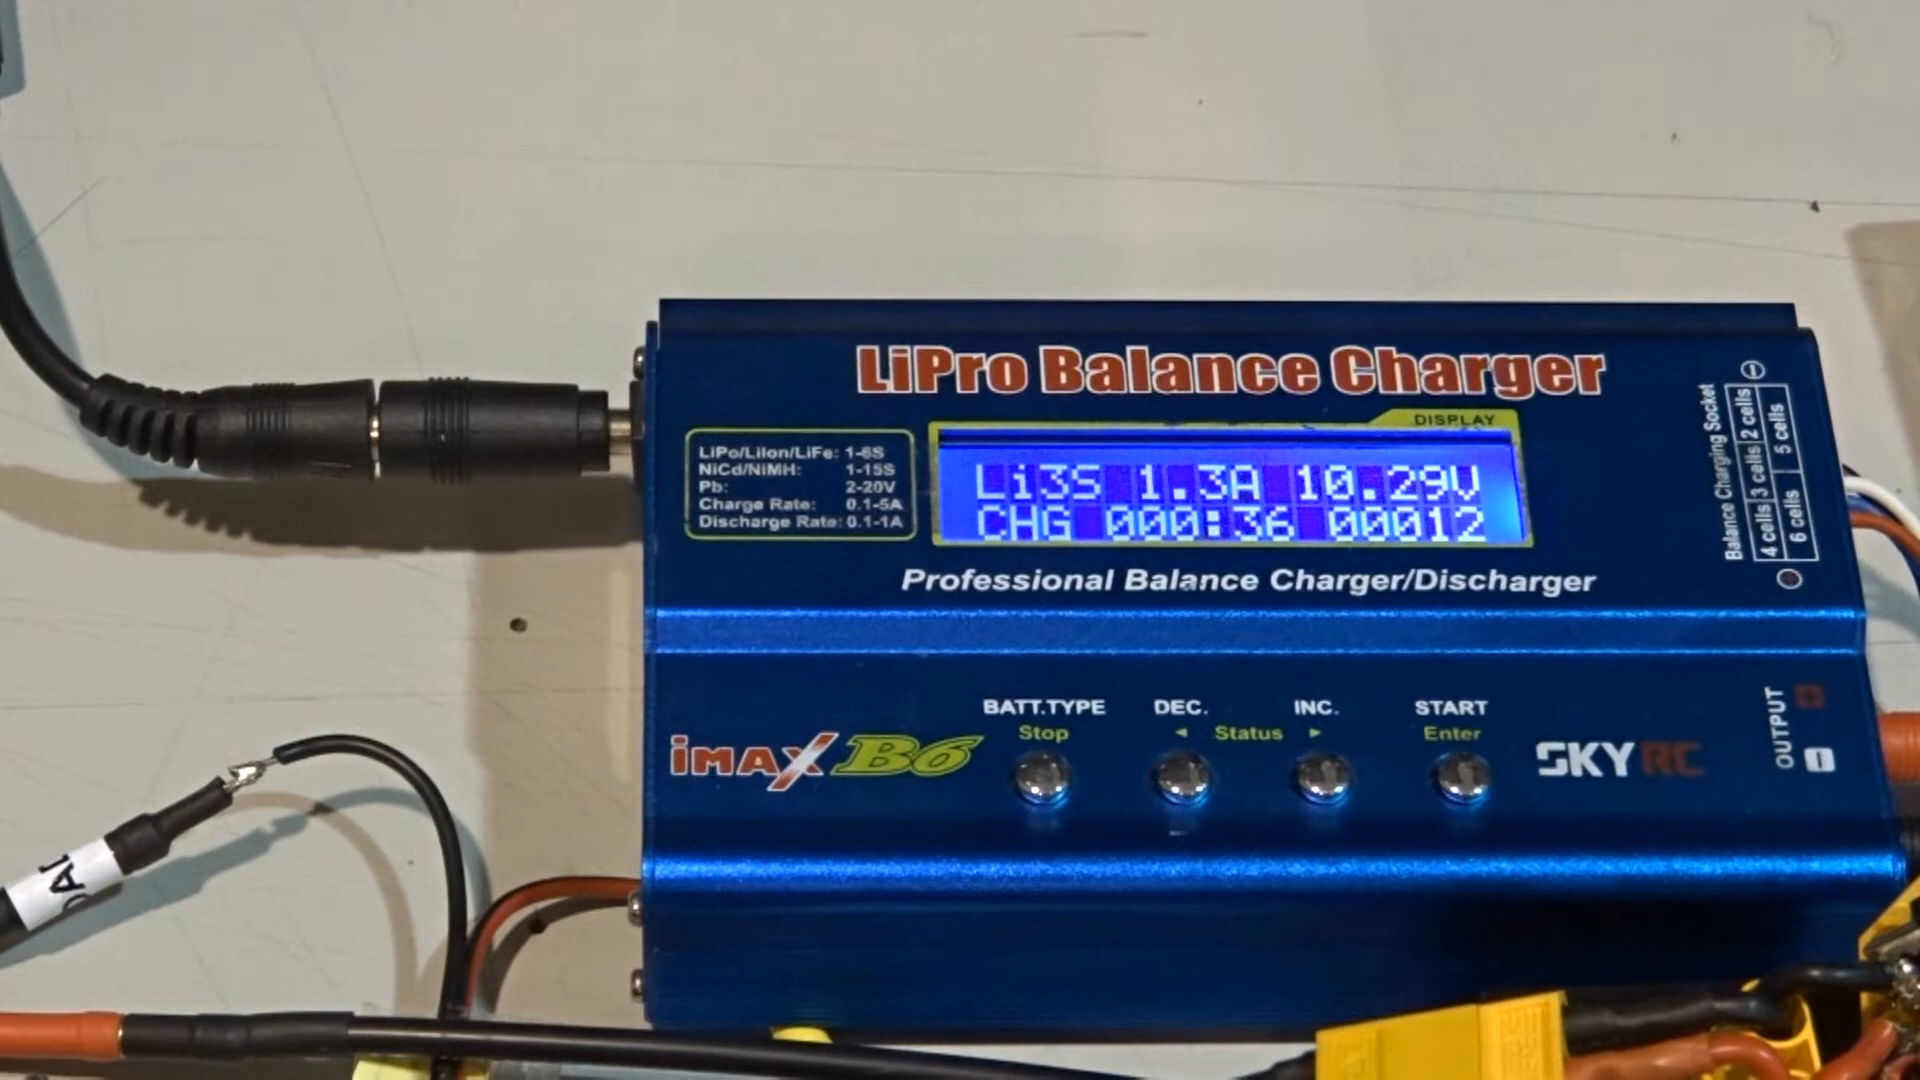 LiPro Balance Charger
DISPLAY
LiPo/LiIon/LiFe: 1-6S
NiCd/NiMH: 1-15S
Pb: 2-20V
Charge Rate: 0.1-5A
Discharge Rate: 0.1-1A
Li3S 1.3A 10.29V
CHG 000:36 00012
Professional Balance Charger/Discharger
Balance Charging Socket
2 cells
3 cells
4 cells
5 cells
6 cells
BATT.TYPE DEC. INC. START
Stop ◄ Status ► Enter
iMAX B6
SKYRC
OUTPUT